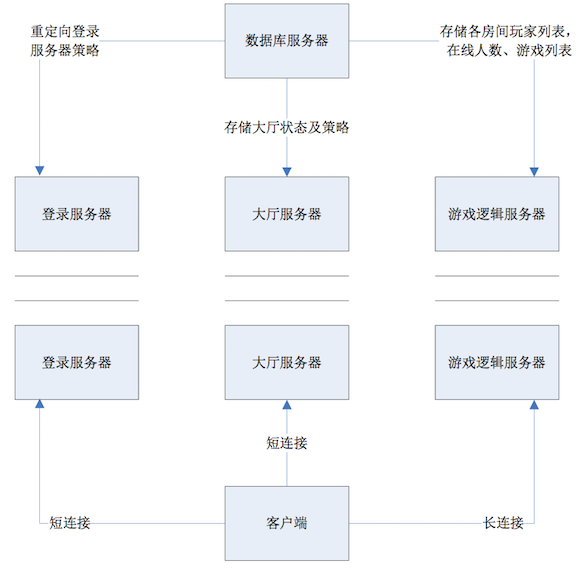 重定向登录
服务器策略
数据库服务器
存储各房间玩家列表，
在线人数、游戏列表
存储大厅状态及策略
登录服务器
大厅服务器
游戏逻辑服务器
登录服务器
大厅服务器
游戏逻辑服务器
短连接
短连接
客户端
长连接